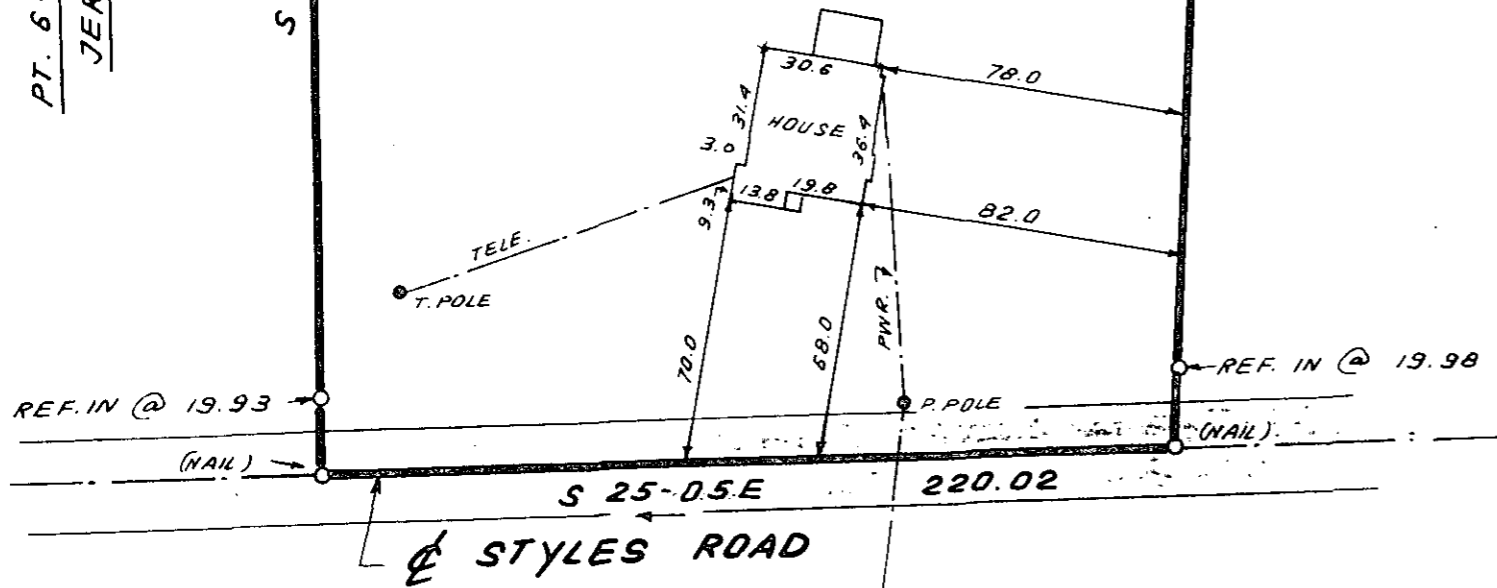 PT. 6
JER
S
30.6
78.0
31.4
HOUSE
36.4
3.0
13.8
19.8
9.3
82.0
TELE.
T. POLE
PWR.
70.0
68.0
REF. IN @ 19.93
REF. IN @ 19.98
P. POLE
(NAIL)
(NAIL)
S 25-05.E 220.02
℄ STYLES ROAD